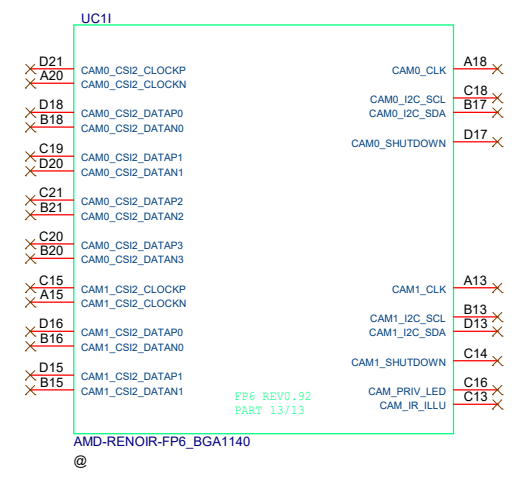 UC1I
D21 CAM0_CSI2_CLOCKP CAM0_CLK A18
A20 CAM0_CSI2_CLOCKN
D18 CAM0_CSI2_DATAP0 CAM0_I2C_SCL C18
B18 CAM0_CSI2_DATAN0 CAM0_I2C_SDA B17
C19 CAM0_CSI2_DATAP1 CAM0_SHUTDOWN D17
D20 CAM0_CSI2_DATAN1
C21 CAM0_CSI2_DATAP2
B21 CAM0_CSI2_DATAN2
C20 CAM0_CSI2_DATAP3
B20 CAM0_CSI2_DATAN3
C15 CAM1_CSI2_CLOCKP CAM1_CLK A13
A15 CAM1_CSI2_CLOCKN
D16 CAM1_CSI2_DATAP0 CAM1_I2C_SCL B13
B16 CAM1_CSI2_DATAN0 CAM1_I2C_SDA D13
D15 CAM1_CSI2_DATAP1 CAM1_SHUTDOWN C14
B15 CAM1_CSI2_DATAN1 CAM_PRIV_LED C16
FP6 REV0.92 CAM_IR_ILLU C13
PART 13/13
AMD-RENOIR-FP6_BGA1140
@